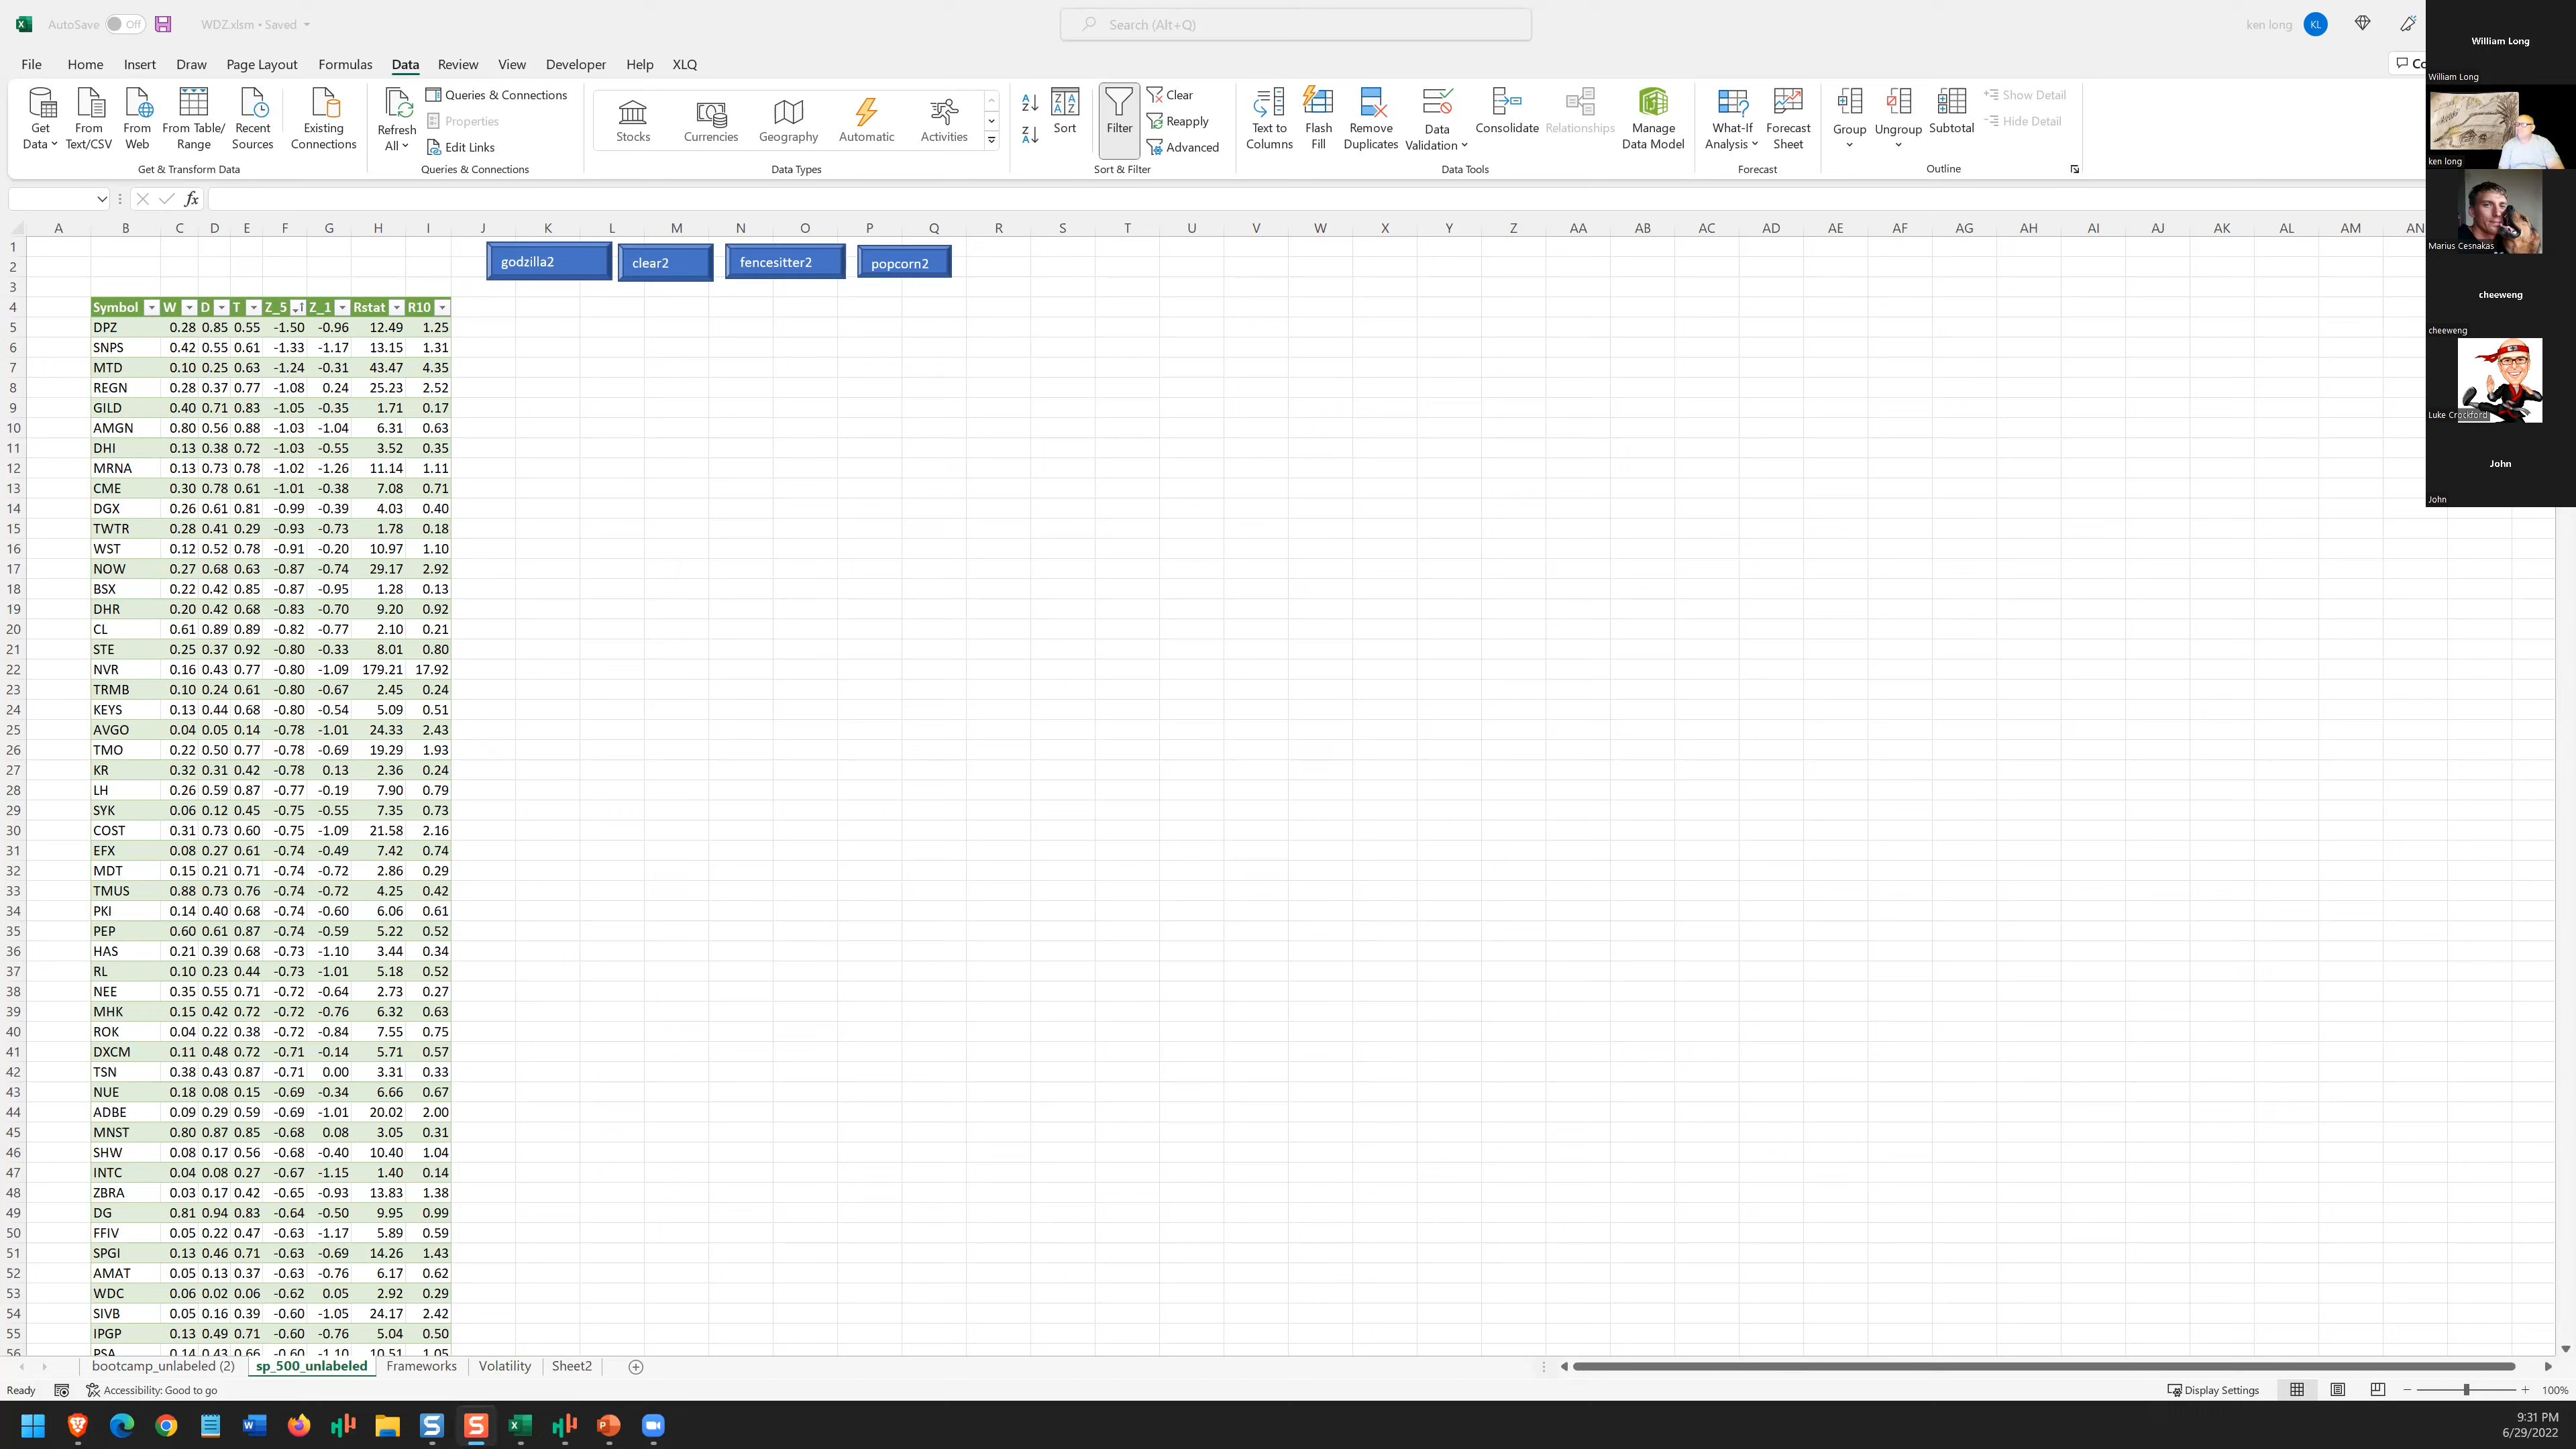 AutoSave Off WDZ.xlsm • Saved Search (Alt+Q) ken long KL
File Home Insert Draw Page Layout Formulas Data Review View Developer Help XLQ Co
Get Data From Text/CSV From Web From Table/Range Recent Sources Existing Connections
Get & Transform Data
Refresh All Queries & Connections Properties Edit Links
Queries & Connections
Stocks Currencies Geography Automatic Activities
Data Types
Sort Filter Clear Reapply Advanced
Sort & Filter
Text to Columns Flash Fill Remove Duplicates Data Validation Consolidate Relationships Manage Data Model
Data Tools
What-If Analysis Forecast Sheet
Forecast
Group Ungroup Subtotal Show Detail Hide Detail
Outline
William Long
William Long
ken long
Marius Cesnakas
cheeweng
cheeweng
Luke Crockford
John
John
fx
A B C D E F G H I J K L M N O P Q R S T U V W X Y Z AA AB AC AD AE AF AG AH AI AJ AK AL AM AN
1 godzilla2 clear2 fencesitter2 popcorn2
2
3
4 Symbol W D T Z_5 Z_1 Rstat R10
5 DPZ 0.28 0.85 0.55 -1.50 -0.96 12.49 1.25
6 SNPS 0.42 0.55 0.61 -1.33 -1.17 13.15 1.31
7 MTD 0.10 0.25 0.63 -1.24 -0.31 43.47 4.35
8 REGN 0.28 0.37 0.77 -1.08 0.24 25.23 2.52
9 GILD 0.40 0.71 0.83 -1.05 -0.35 1.71 0.17
10 AMGN 0.80 0.56 0.88 -1.03 -1.04 6.31 0.63
11 DHI 0.13 0.38 0.72 -1.03 -0.55 3.52 0.35
12 MRNA 0.13 0.73 0.78 -1.02 -1.26 11.14 1.11
13 CME 0.30 0.78 0.61 -1.01 -0.38 7.08 0.71
14 DGX 0.26 0.61 0.81 -0.99 -0.39 4.03 0.40
15 TWTR 0.28 0.41 0.29 -0.93 -0.73 1.78 0.18
16 WST 0.12 0.52 0.78 -0.91 -0.20 10.97 1.10
17 NOW 0.27 0.68 0.63 -0.87 -0.74 29.17 2.92
18 BSX 0.22 0.42 0.85 -0.87 -0.95 1.28 0.13
19 DHR 0.20 0.42 0.68 -0.83 -0.70 9.20 0.92
20 CL 0.61 0.89 0.89 -0.82 -0.77 2.10 0.21
21 STE 0.25 0.37 0.92 -0.80 -0.33 8.01 0.80
22 NVR 0.16 0.43 0.77 -0.80 -1.09 179.21 17.92
23 TRMB 0.10 0.24 0.61 -0.80 -0.67 2.45 0.24
24 KEYS 0.13 0.44 0.68 -0.80 -0.54 5.09 0.51
25 AVGO 0.04 0.05 0.14 -0.78 -1.01 24.33 2.43
26 TMO 0.22 0.50 0.77 -0.78 -0.69 19.29 1.93
27 KR 0.32 0.31 0.42 -0.78 0.13 2.36 0.24
28 LH 0.26 0.59 0.87 -0.77 -0.19 7.90 0.79
29 SYK 0.06 0.12 0.45 -0.75 -0.55 7.35 0.73
30 COST 0.31 0.73 0.60 -0.75 -1.09 21.58 2.16
31 EFX 0.08 0.27 0.61 -0.74 -0.49 7.42 0.74
32 MDT 0.15 0.21 0.71 -0.74 -0.72 2.86 0.29
33 TMUS 0.88 0.73 0.76 -0.74 -0.72 4.25 0.42
34 PKI 0.14 0.40 0.68 -0.74 -0.60 6.06 0.61
35 PEP 0.60 0.61 0.87 -0.74 -0.59 5.22 0.52
36 HAS 0.21 0.39 0.68 -0.73 -1.10 3.44 0.34
37 RL 0.10 0.23 0.44 -0.73 -1.01 5.18 0.52
38 NEE 0.35 0.55 0.71 -0.72 -0.64 2.73 0.27
39 MHK 0.15 0.42 0.72 -0.72 -0.76 6.32 0.63
40 ROK 0.04 0.22 0.38 -0.72 -0.84 7.55 0.75
41 DXCM 0.11 0.48 0.72 -0.71 -0.14 5.71 0.57
42 TSN 0.38 0.43 0.87 -0.71 0.00 3.31 0.33
43 NUE 0.18 0.08 0.15 -0.69 -0.34 6.66 0.67
44 ADBE 0.09 0.29 0.59 -0.69 -1.01 20.02 2.00
45 MNST 0.80 0.87 0.85 -0.68 0.08 3.05 0.31
46 SHW 0.08 0.17 0.56 -0.68 -0.40 10.40 1.04
47 INTC 0.04 0.08 0.27 -0.67 -1.15 1.40 0.14
48 ZBRA 0.03 0.17 0.42 -0.65 -0.93 13.83 1.38
49 DG 0.81 0.94 0.83 -0.64 -0.50 9.95 0.99
50 FFIV 0.05 0.22 0.47 -0.63 -1.17 5.89 0.59
51 SPGI 0.13 0.46 0.71 -0.63 -0.69 14.26 1.43
52 AMAT 0.05 0.13 0.37 -0.63 -0.76 6.17 0.62
53 WDC 0.06 0.02 0.06 -0.62 0.05 2.92 0.29
54 SIVB 0.05 0.16 0.39 -0.60 -1.05 24.17 2.42
55 IPGP 0.13 0.49 0.71 -0.60 -0.76 5.04 0.50
56 PSA 0.14 0.43 0.66 -0.60 -1.10 10.51 1.05
bootcamp_unlabeled (2) sp_500_unlabeled Frameworks Volatility Sheet2
Ready Accessibility: Good to go Display Settings 100%
9:31 PM
6/29/2022